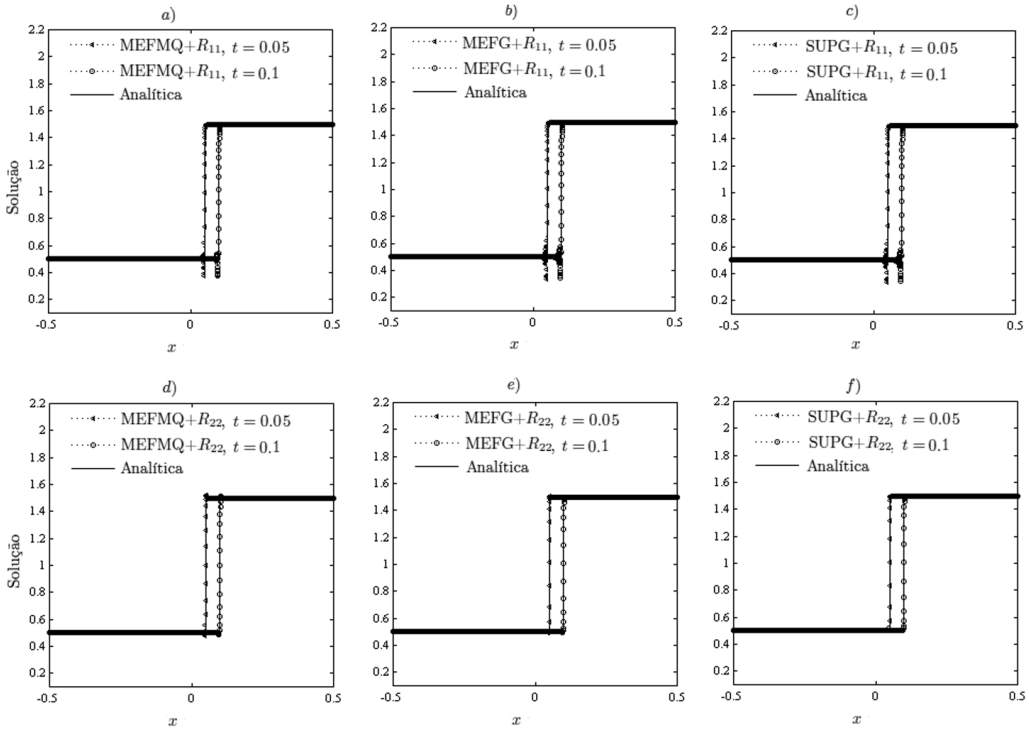 a)
MEFMQ+R₁₁, t = 0.05
MEFMQ+R₁₁, t = 0.1
Analítica
2.2
2
1.8
1.6
1.4
1.2
1
0.8
0.6
0.4
0.2
Solução
-0.5
0
0.5
x
b)
MEFG+R₁₁, t = 0.05
MEFG+R₁₁, t = 0.1
Analítica
2.2
2
1.8
1.6
1.4
1.2
1
0.8
0.6
0.4
0.2
-0.5
0
0.5
x
c)
SUPG+R₁₁, t = 0.05
SUPG+R₁₁, t = 0.1
Analítica
2.2
2
1.8
1.6
1.4
1.2
1
0.8
0.6
0.4
0.2
-0.5
0
0.5
x
d)
MEFMQ+R₂₂, t = 0.05
MEFMQ+R₂₂, t = 0.1
Analítica
2.2
2
1.8
1.6
1.4
1.2
1
0.8
0.6
0.4
0.2
Solução
-0.5
0
0.5
x
e)
MEFG+R₂₂, t = 0.05
MEFG+R₂₂, t = 0.1
Analítica
2.2
2
1.8
1.6
1.4
1.2
1
0.8
0.6
0.4
0.2
-0.5
0
0.5
x
f)
SUPG+R₂₂, t = 0.05
SUPG+R₂₂, t = 0.1
Analítica
2.2
2
1.8
1.6
1.4
1.2
1
0.8
0.6
0.4
0.2
-0.5
0
0.5
x